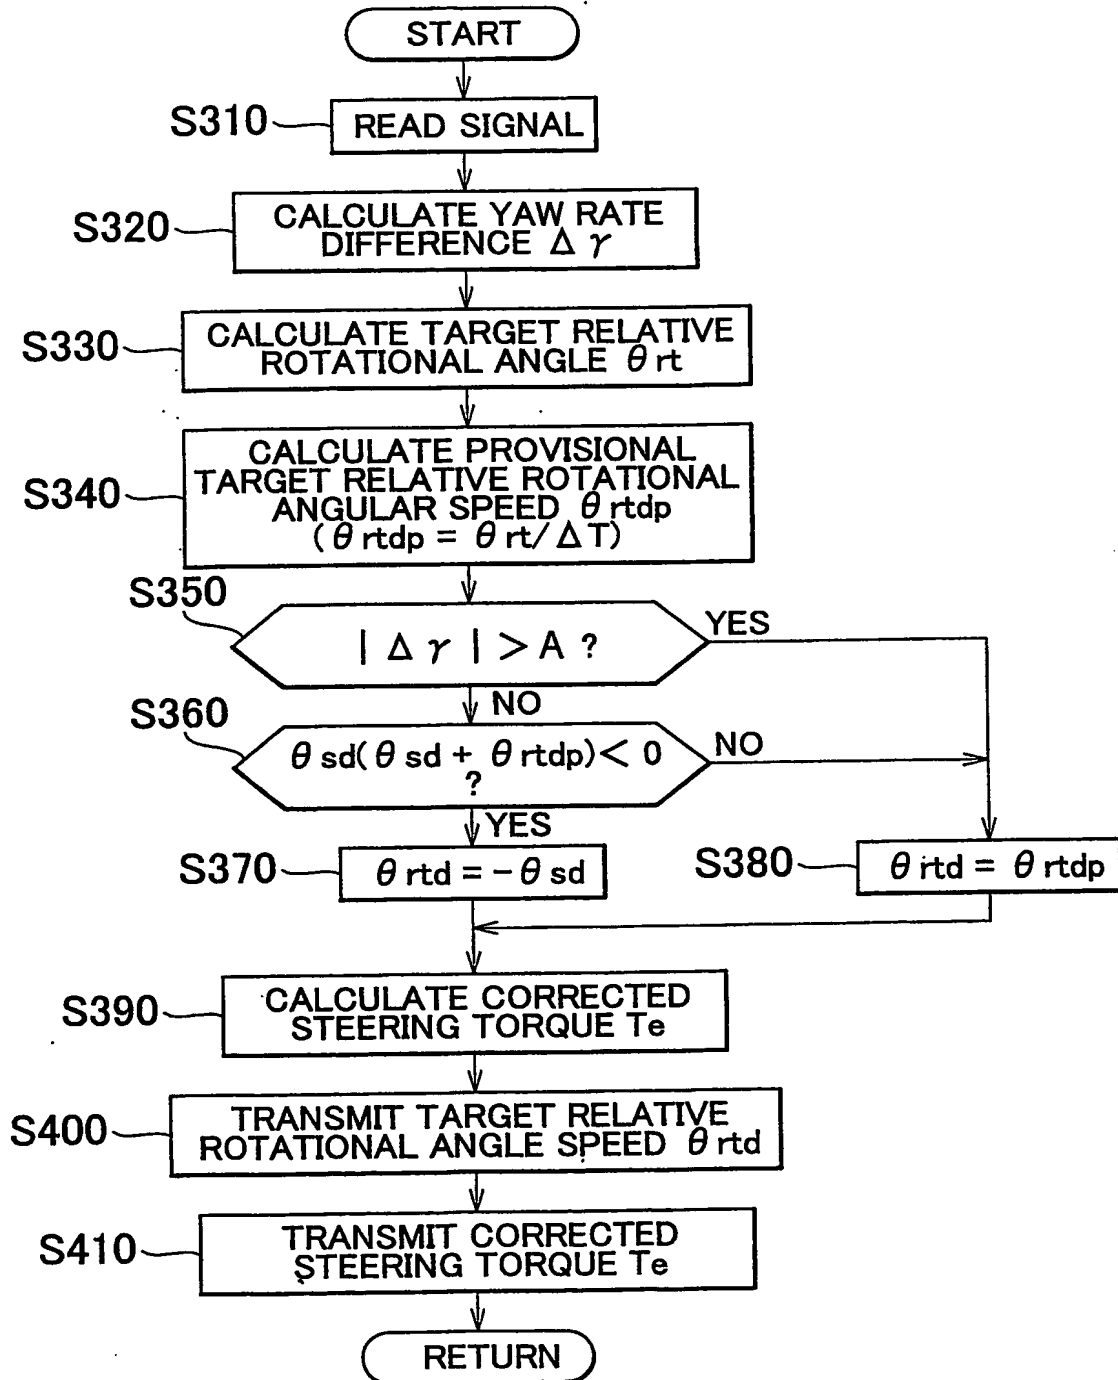 START
S310
READ SIGNAL
S320
CALCULATE YAW RATE
DIFFERENCE Δγ
S330
CALCULATE TARGET RELATIVE
ROTATIONAL ANGLE θrt
S340
CALCULATE PROVISIONAL
TARGET RELATIVE ROTATIONAL
ANGULAR SPEED θrtdp
(θrtdp = θrt/ΔT)
S350
|Δγ| > A ?
YES
NO
S360
θsd(θsd + θrtdp) < 0
?
NO
YES
S370
θrtd = -θsd
S380
θrtd = θrtdp
S390
CALCULATE CORRECTED
STEERING TORQUE Te
S400
TRANSMIT TARGET RELATIVE
ROTATIONAL ANGLE SPEED θrtd
S410
TRANSMIT CORRECTED
STEERING TORQUE Te
RETURN